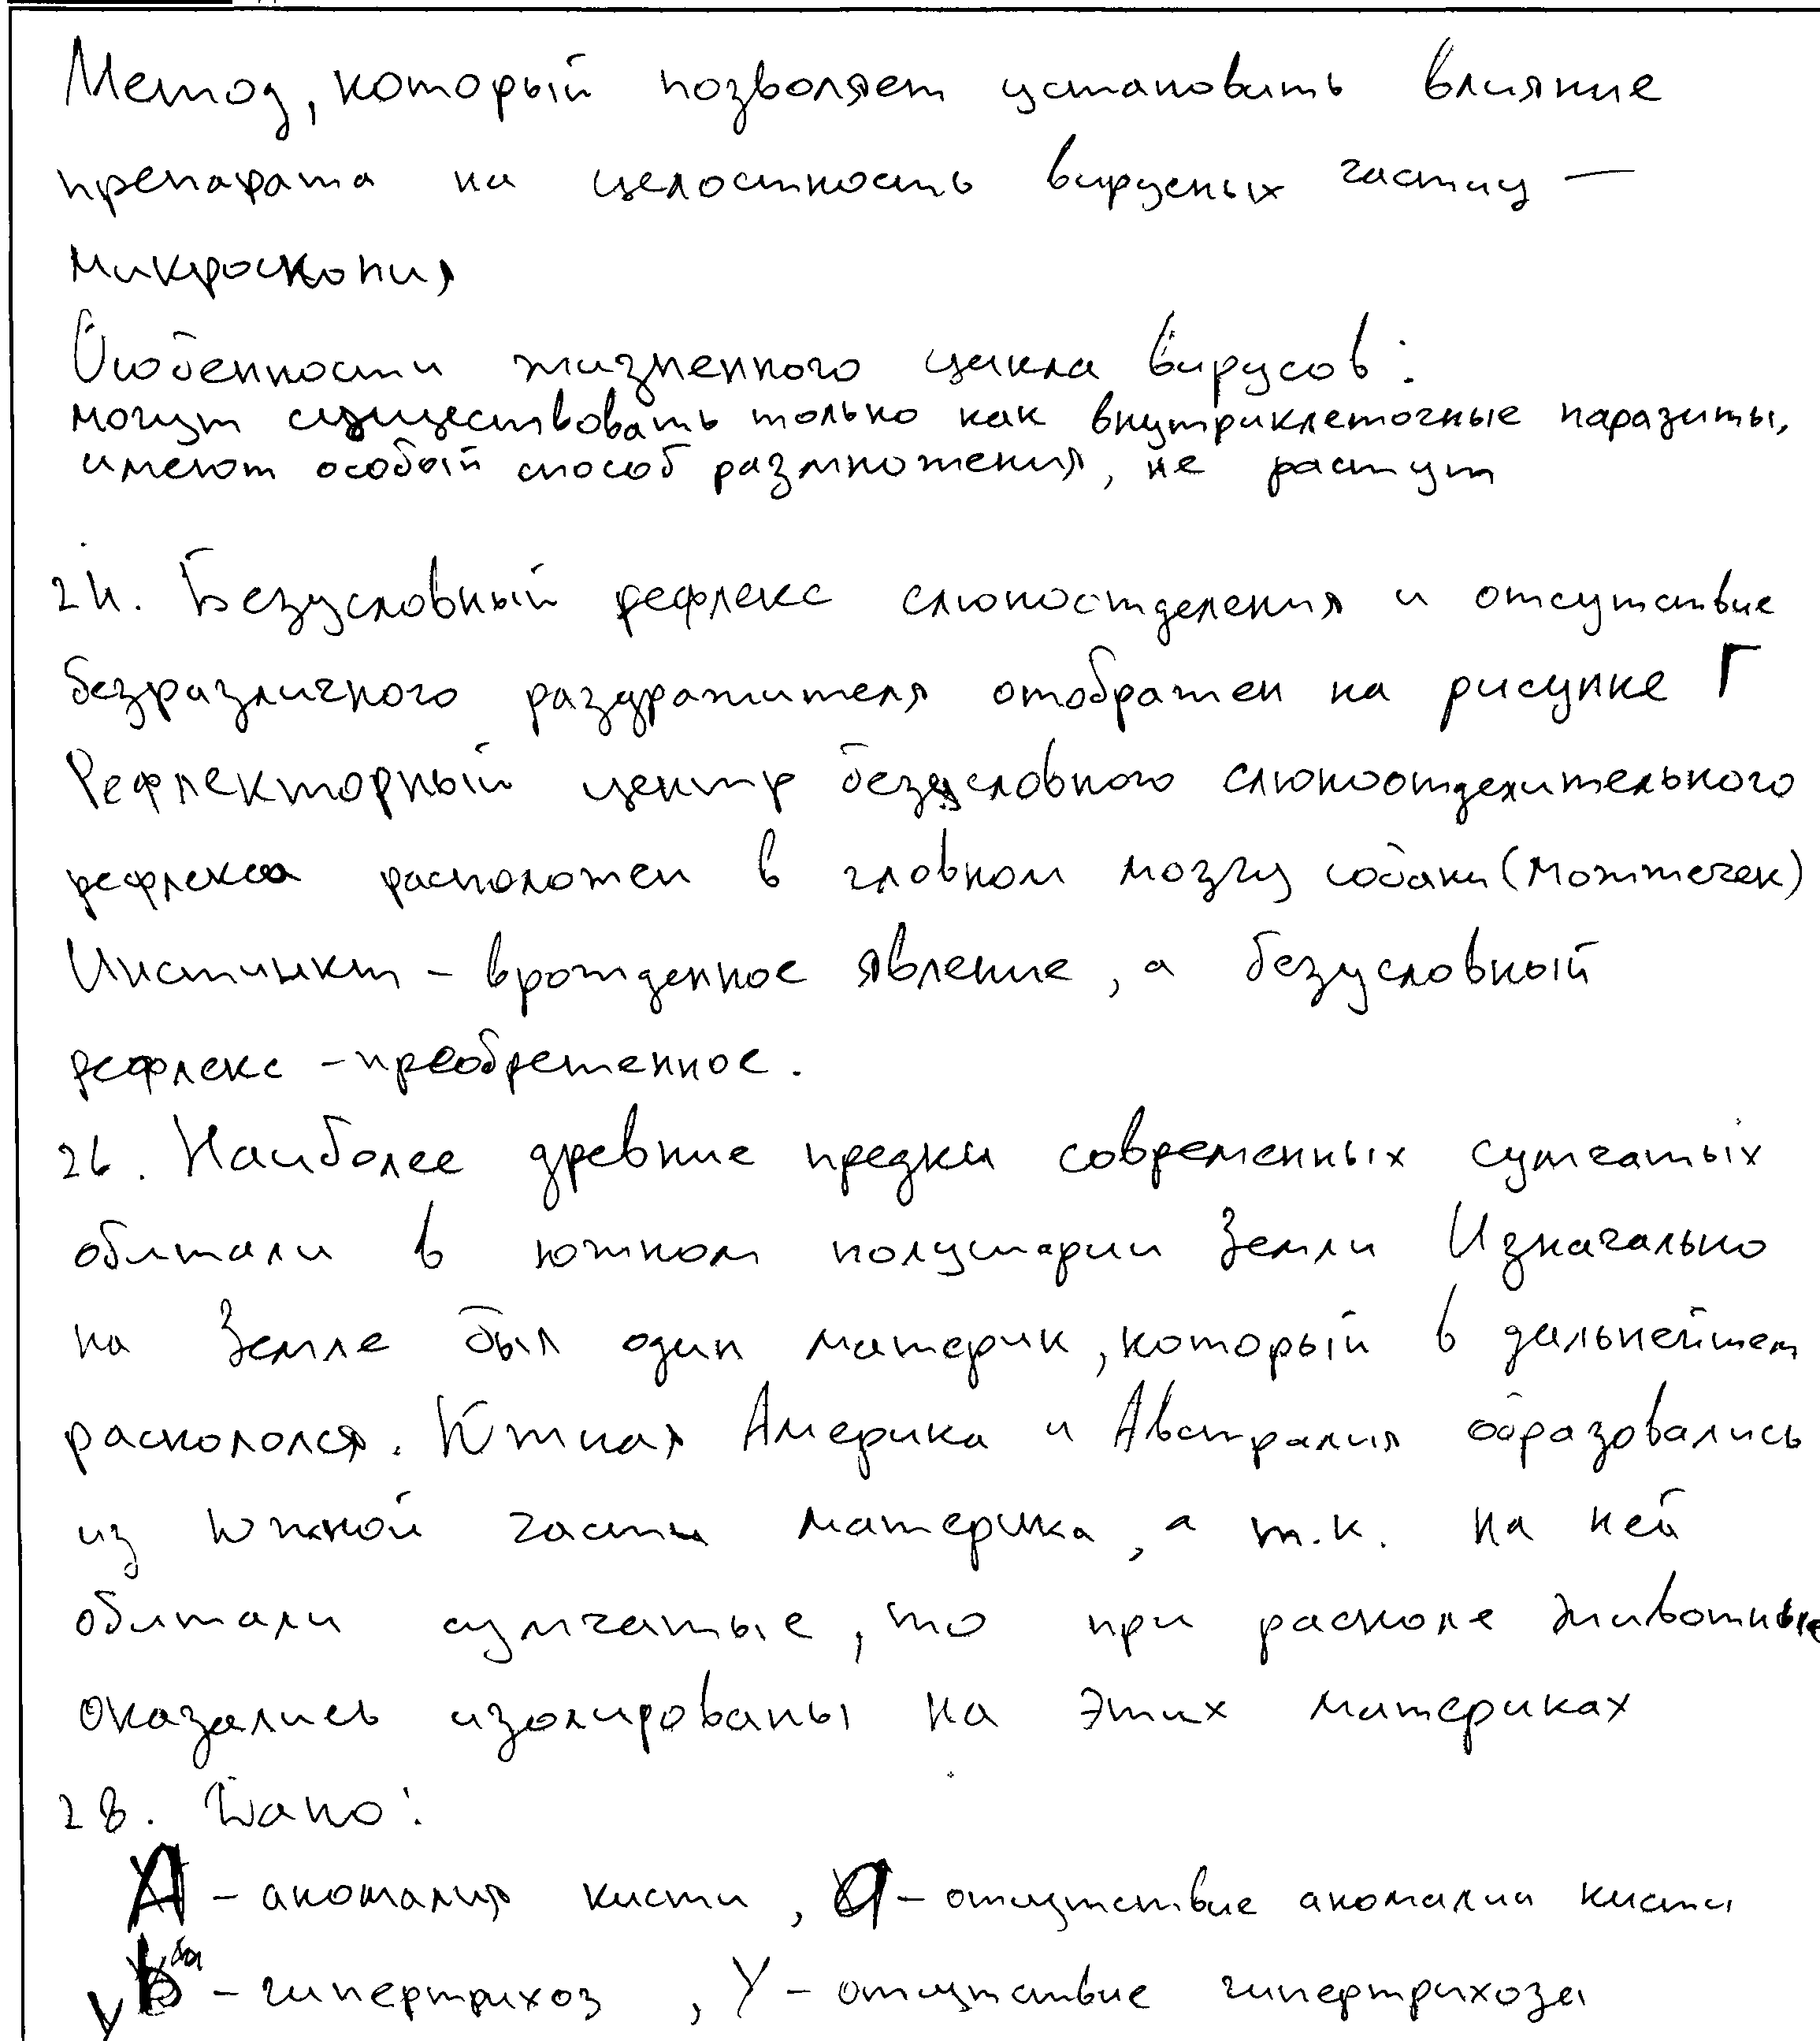 Метод, который позволяет установить влияние
препарата на целостность вирусных частиц —
микроскопия
Особенности жизненного цикла вирусов:
могут существовать только как внутриклеточные паразиты,
имеют особый способ размножения, не растут
24. Безусловный рефлекс слюноотделения и отсутствие
безразличного раздражителя отображен на рисунке Г
Рефлекторный центр безусловного слюноотделительного
рефлекса расположен в гловном мозгу собаки (Мозжечек)
Инстинкт - врожденное явление, а безусловный
рефлекс - преобретенное.
26. Наиболее древние предки современных сумчатых
обитали в южном полушарии Земли Изначально
на Земле был один материк, который в дальнейшем
раскололся. Южная Америка и Австралия образовались
из южной части материка, а т.к. на ней
обитали сумчатые, то при расколе животные
оказались изолированы на этих материках
28. Дано:
А - аномалия кисти, а - отсутствие аномалии кисти
- гипертрихоз, Y - отсутствие гипертрихоза